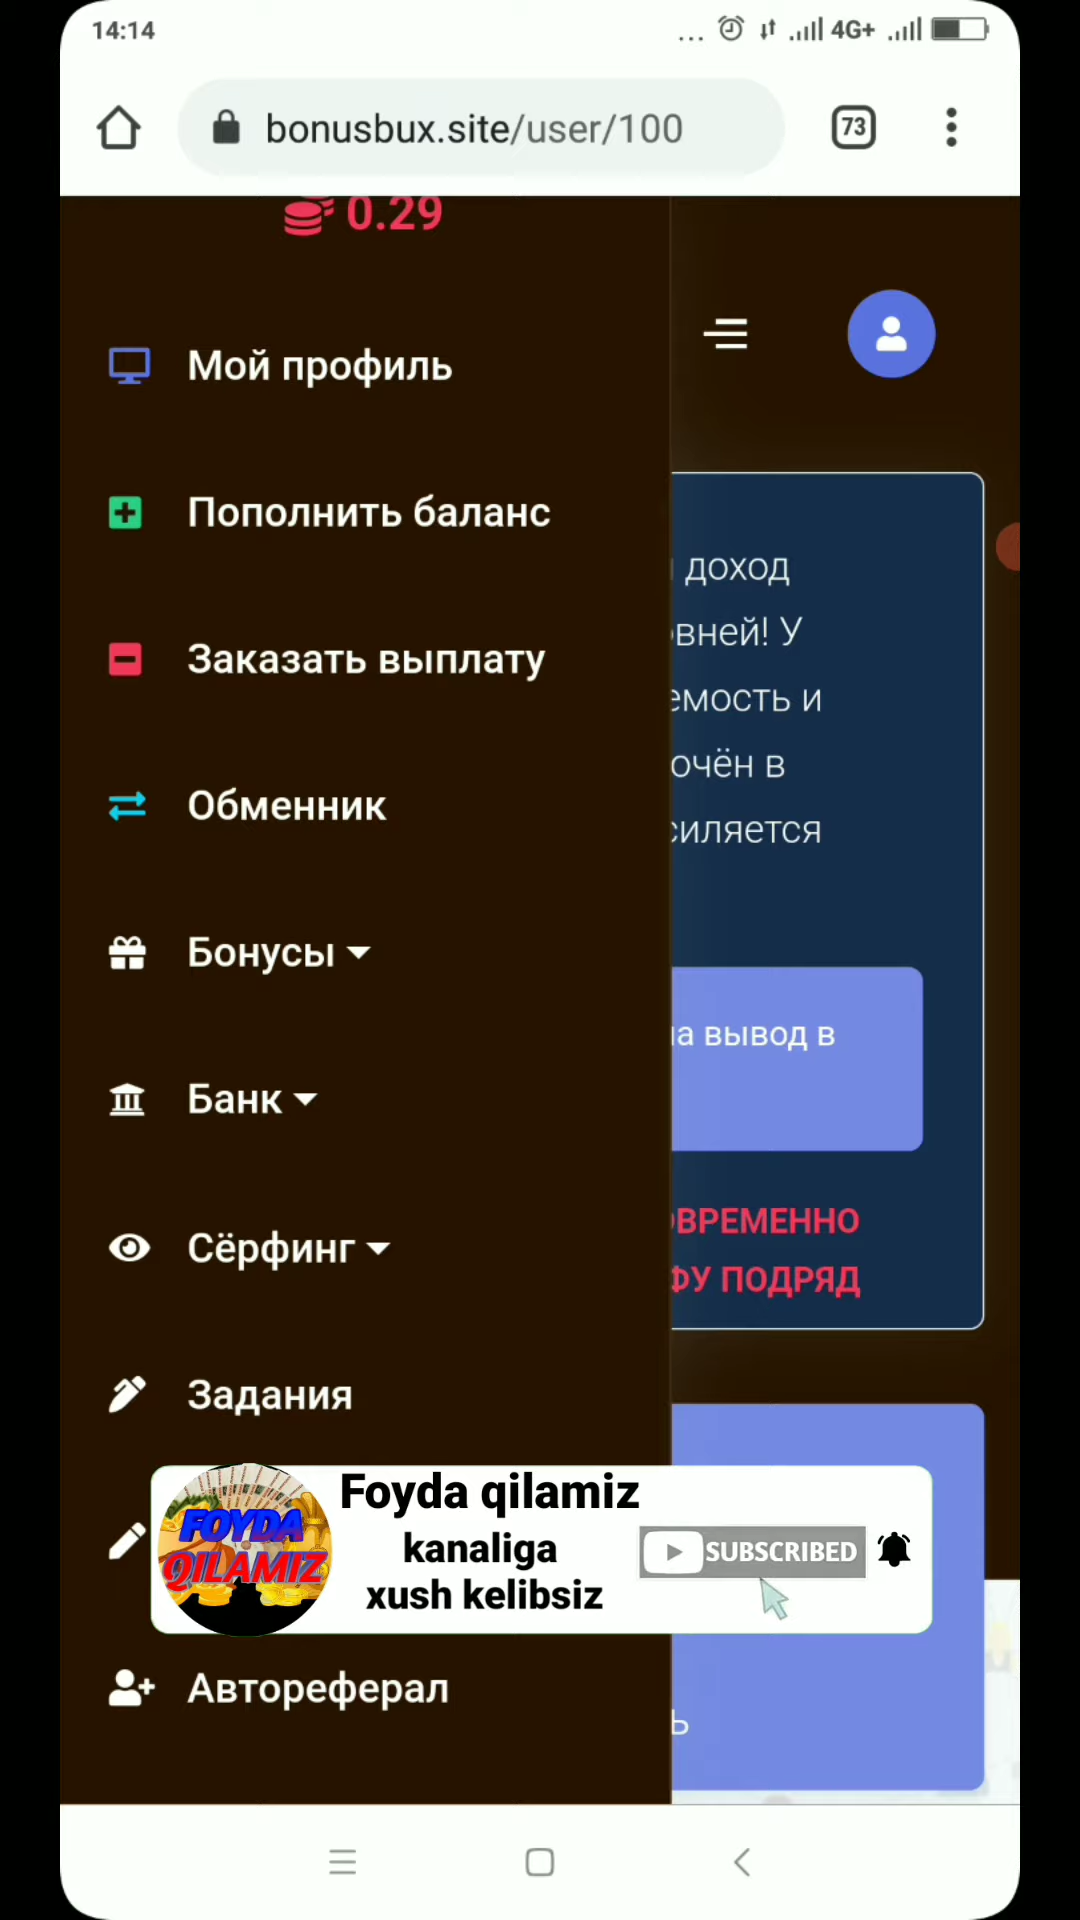 14:14
... 4G+
bonusbux.site/user/100
73
0.29
Мой профиль
Пополнить баланс
Заказать выплату
Обменник
Бонусы
Банк
Сёрфинг
Задания
Автореферал
доход
вней! У
емость и
очён в
силяется
на вывод в
ОВРЕМЕННО
ФУ ПОДРЯД
Ь
FOYDA
QILAMIZ
Foyda qilamiz
kanaliga
xush kelibsiz
SUBSCRIBED